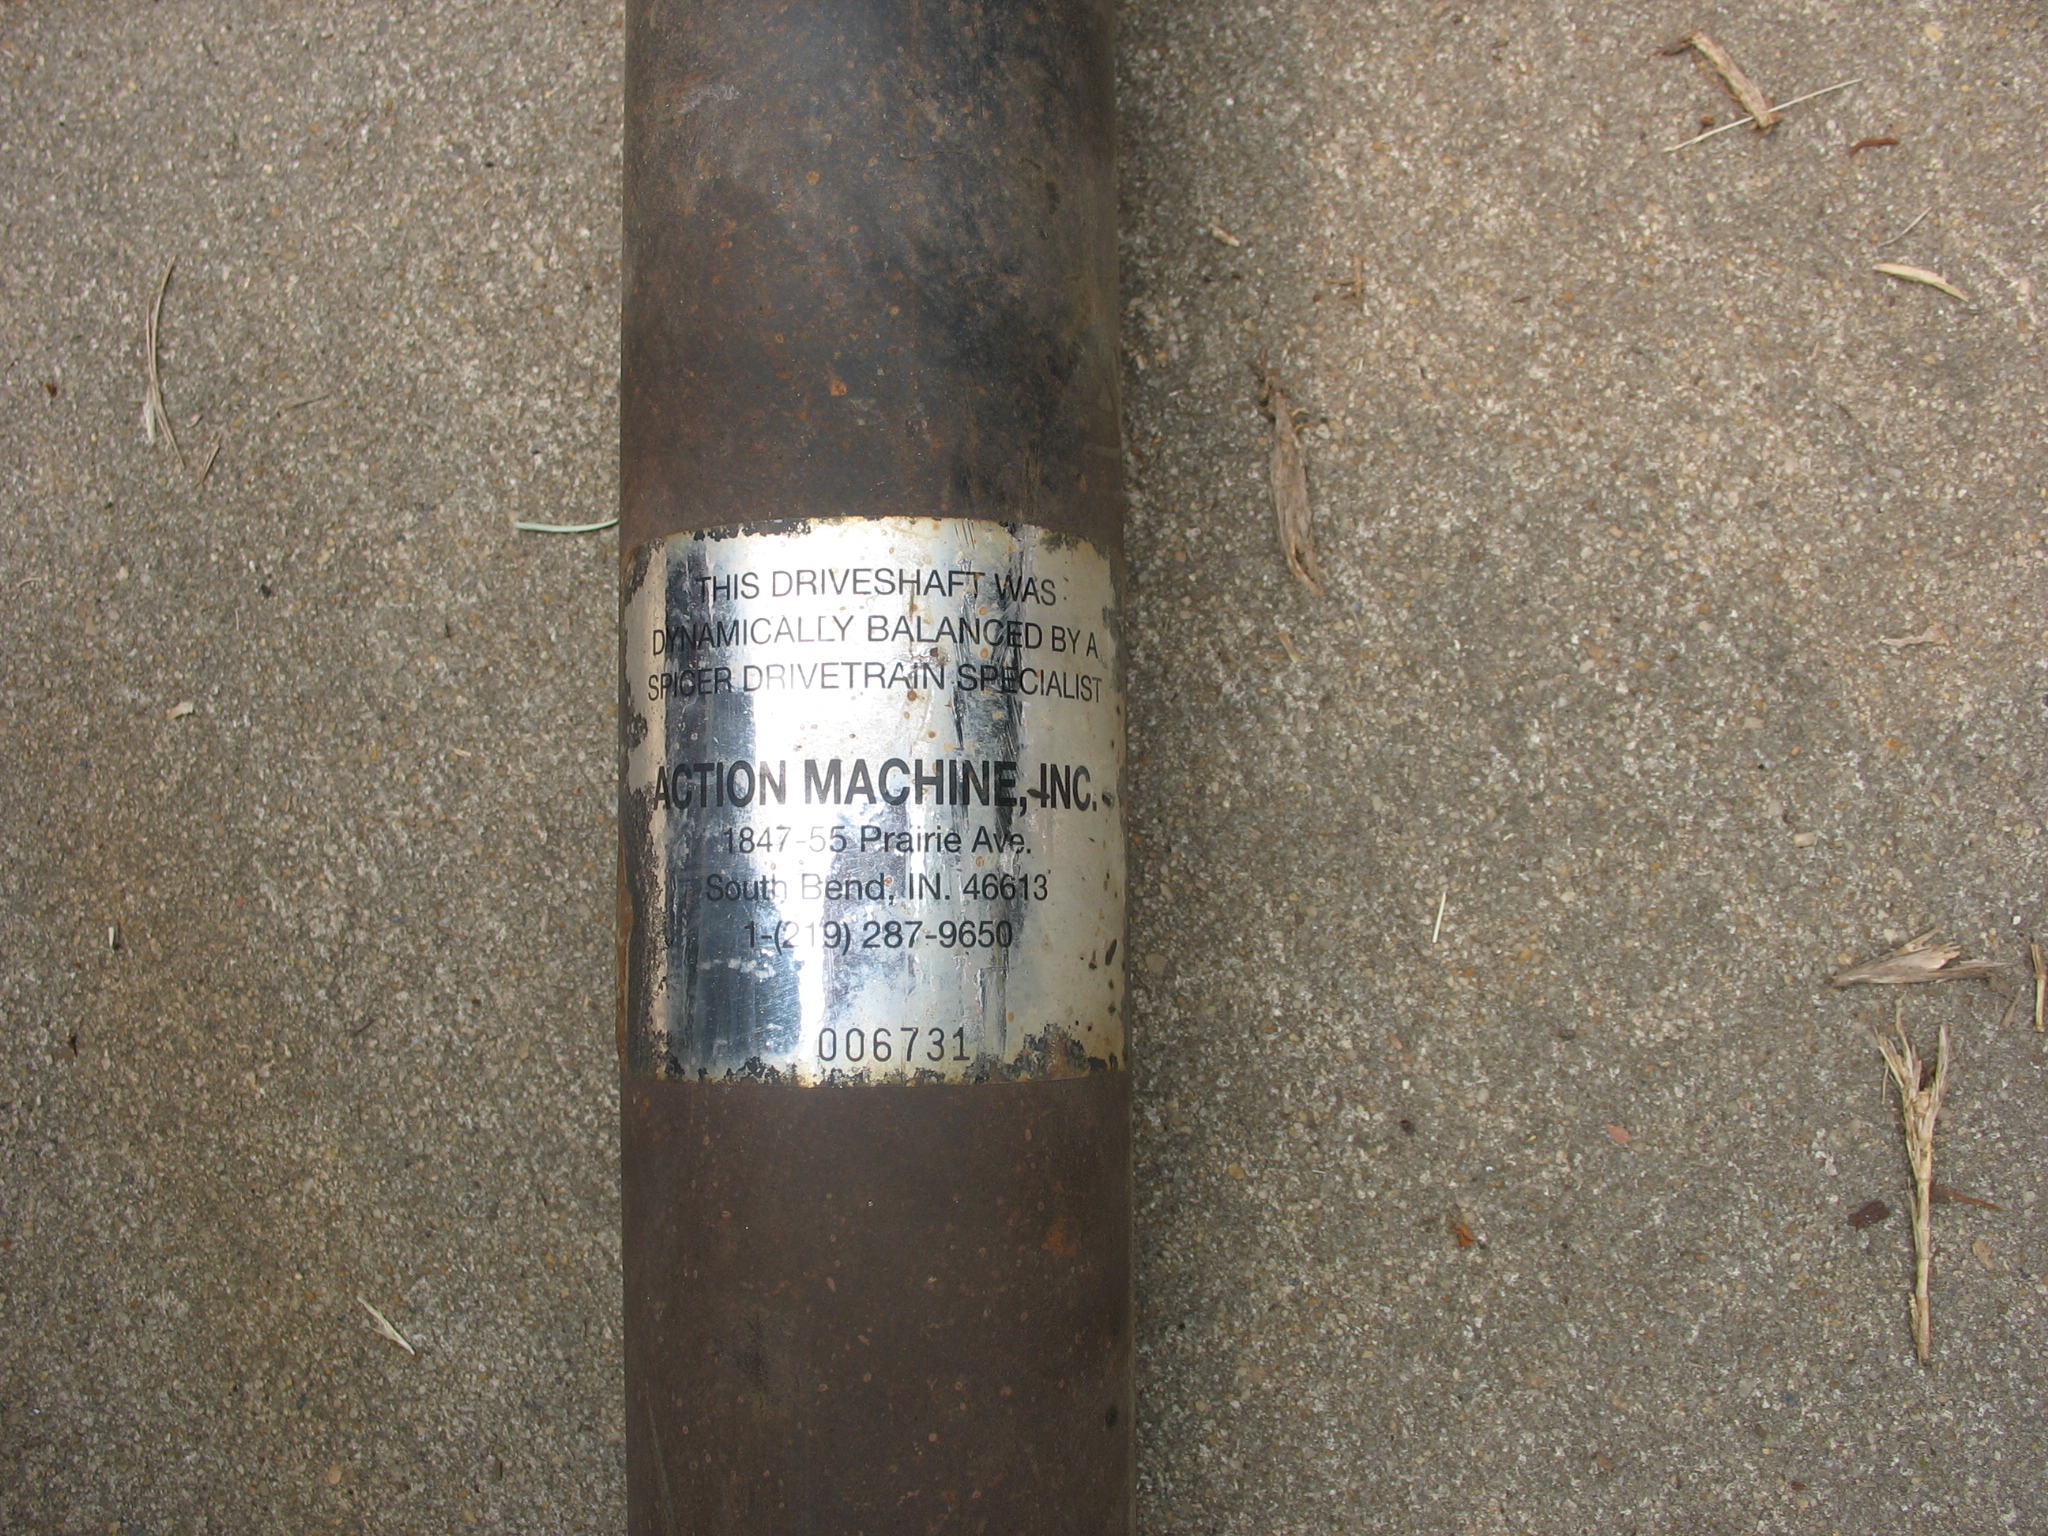 THIS DRIVESHAFT WAS
DYNAMICALLY BALANCED BY A
SPICER DRIVETRAIN SPECIALIST
ACTION MACHINE, INC.
1847-55 Prairie Ave.
South Bend, IN. 46613
1-(219) 287-9650
006731